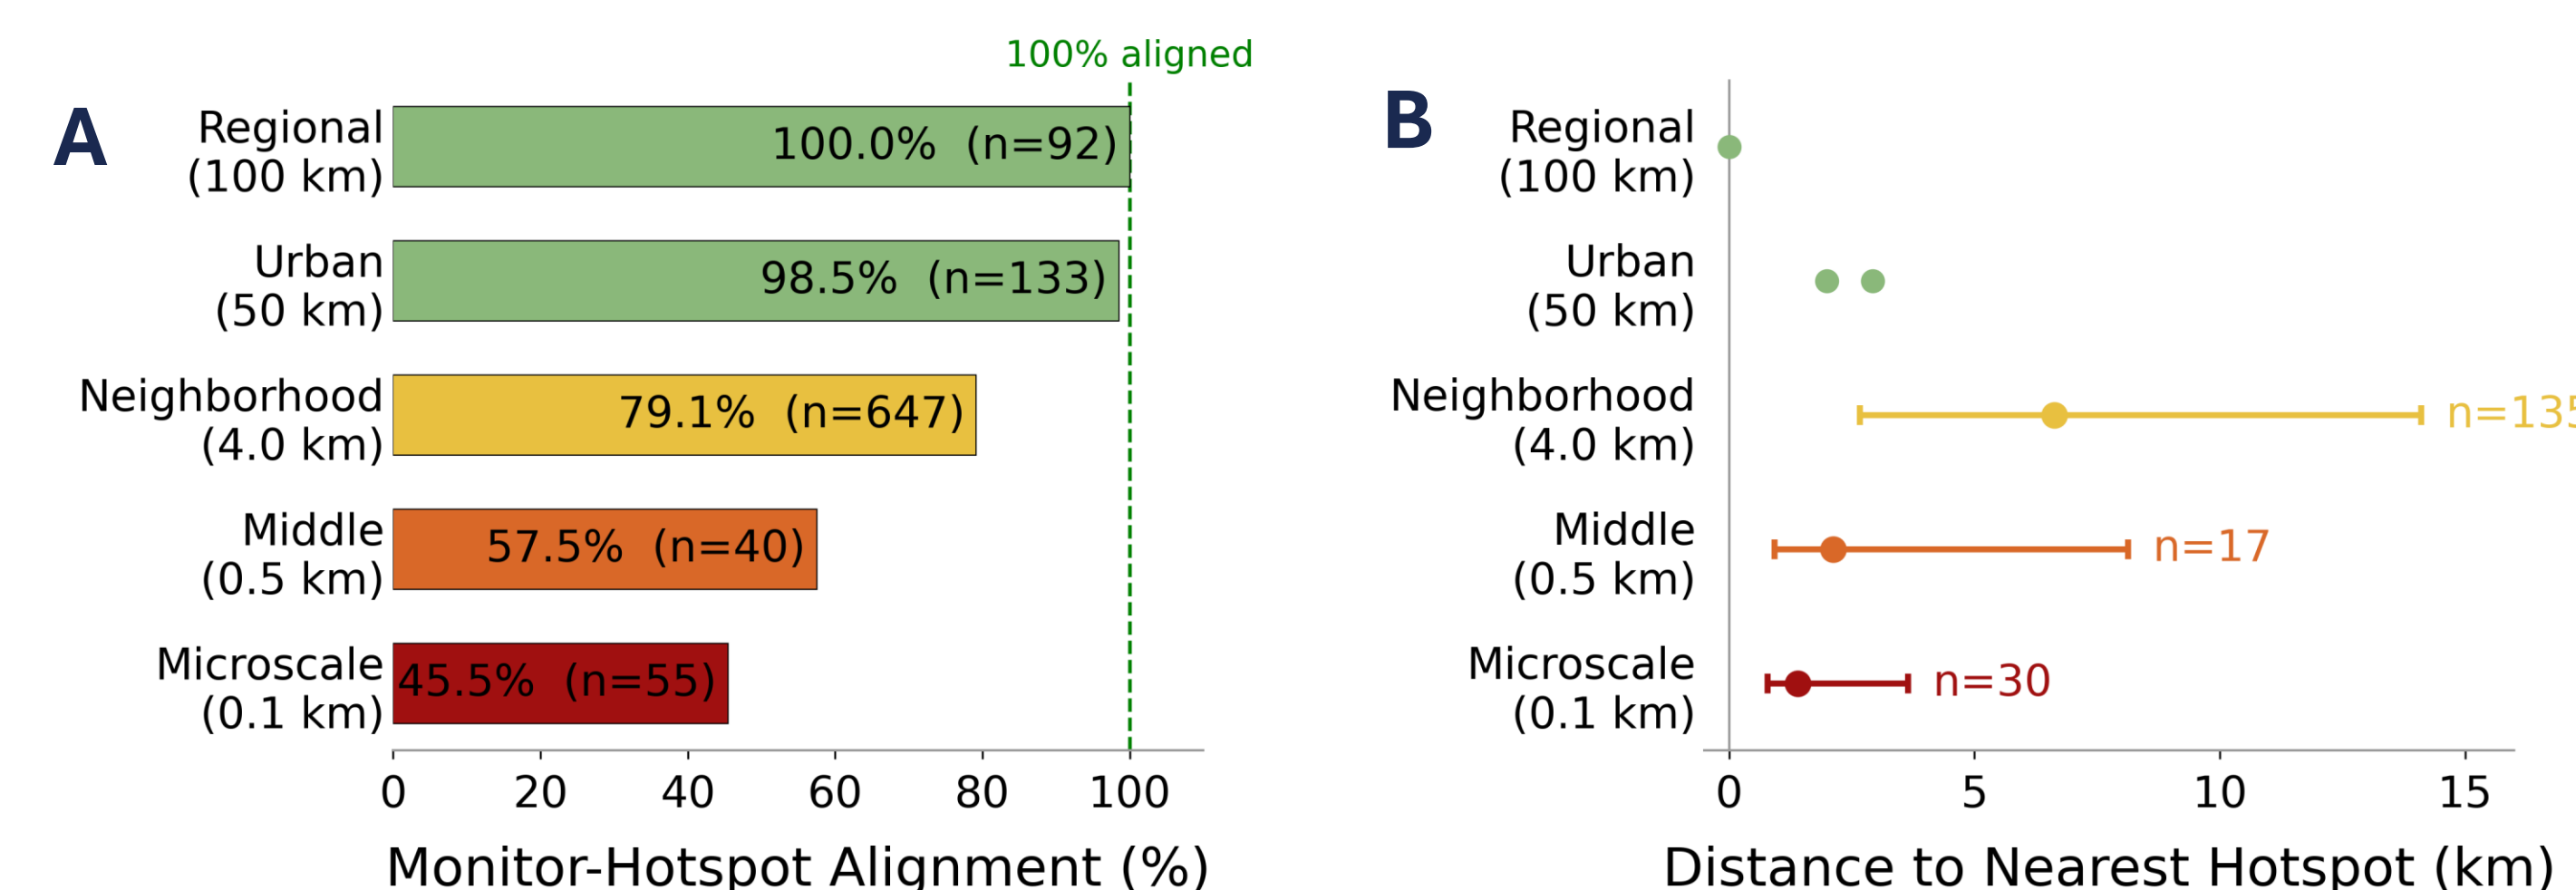 100% aligned
A
Regional
(100 km)
100.0% (n=92)
Urban
(50 km)
98.5% (n=133)
Neighborhood
(4.0 km)
79.1% (n=647)
Middle
(0.5 km)
57.5% (n=40)
Microscale
(0.1 km)
45.5% (n=55)
0 20 40 60 80 100
Monitor-Hotspot Alignment (%)
B
Regional
(100 km)
Urban
(50 km)
Neighborhood
(4.0 km)
n=135
Middle
(0.5 km)
n=17
Microscale
(0.1 km)
n=30
0 5 10 15
Distance to Nearest Hotspot (km)